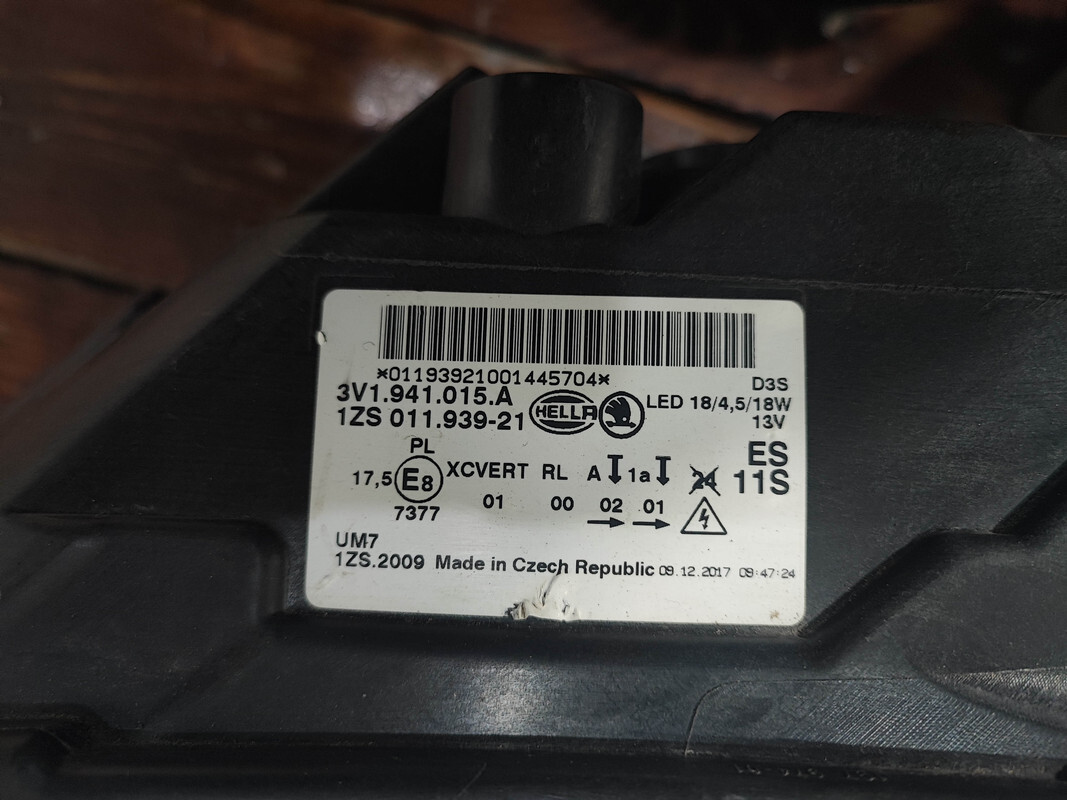 *01193921001445704*
3V1.941.015.A
1ZS 011.939-21
HELLA
D3S
LED 18/4,5/18W
13V
ES
11S
PL
17,5 E8 XCVERT RL A 1a 24
7377 01 00 02 01
UM7
1ZS.2009 Made in Czech Republic 09.12.2017 09:47:24